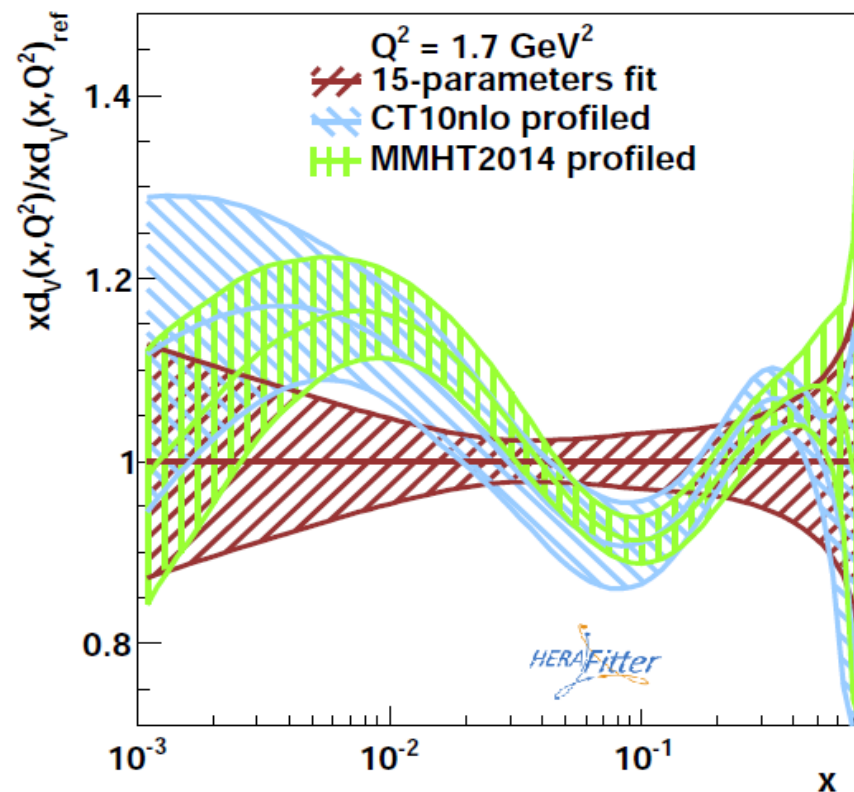 xd_V(x,Q²)/xd_V(x,Q²)_ref
Q² = 1.7 GeV²
15-parameters fit
CT10nlo profiled
MMHT2014 profiled
1.4
1.2
1
0.8
HERAFitter
10⁻³ 10⁻² 10⁻¹
x